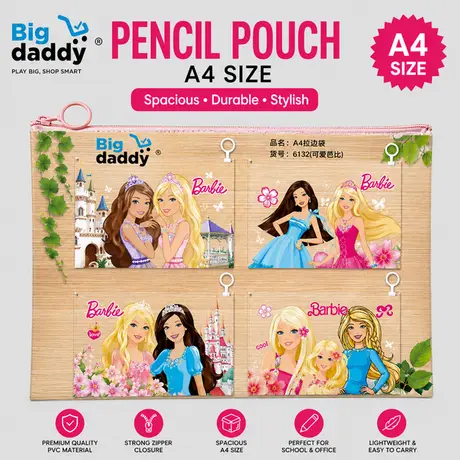 Big
daddy®
PLAY BIG, SHOP SMART
PENCIL POUCH
A4 SIZE
Spacious • Durable • Stylish
A4
SIZE
Big
daddy®
品名：A4拉边袋
货号：6132(可爱芭比)
Barbie
Barbie
Barbie
Barbie
cool
PREMIUM QUALITY
PVC MATERIAL
STRONG ZIPPER
CLOSURE
SPACIOUS
A4 SIZE
PERFECT FOR
SCHOOL & OFFICE
LIGHTWEIGHT &
EASY TO CARRY